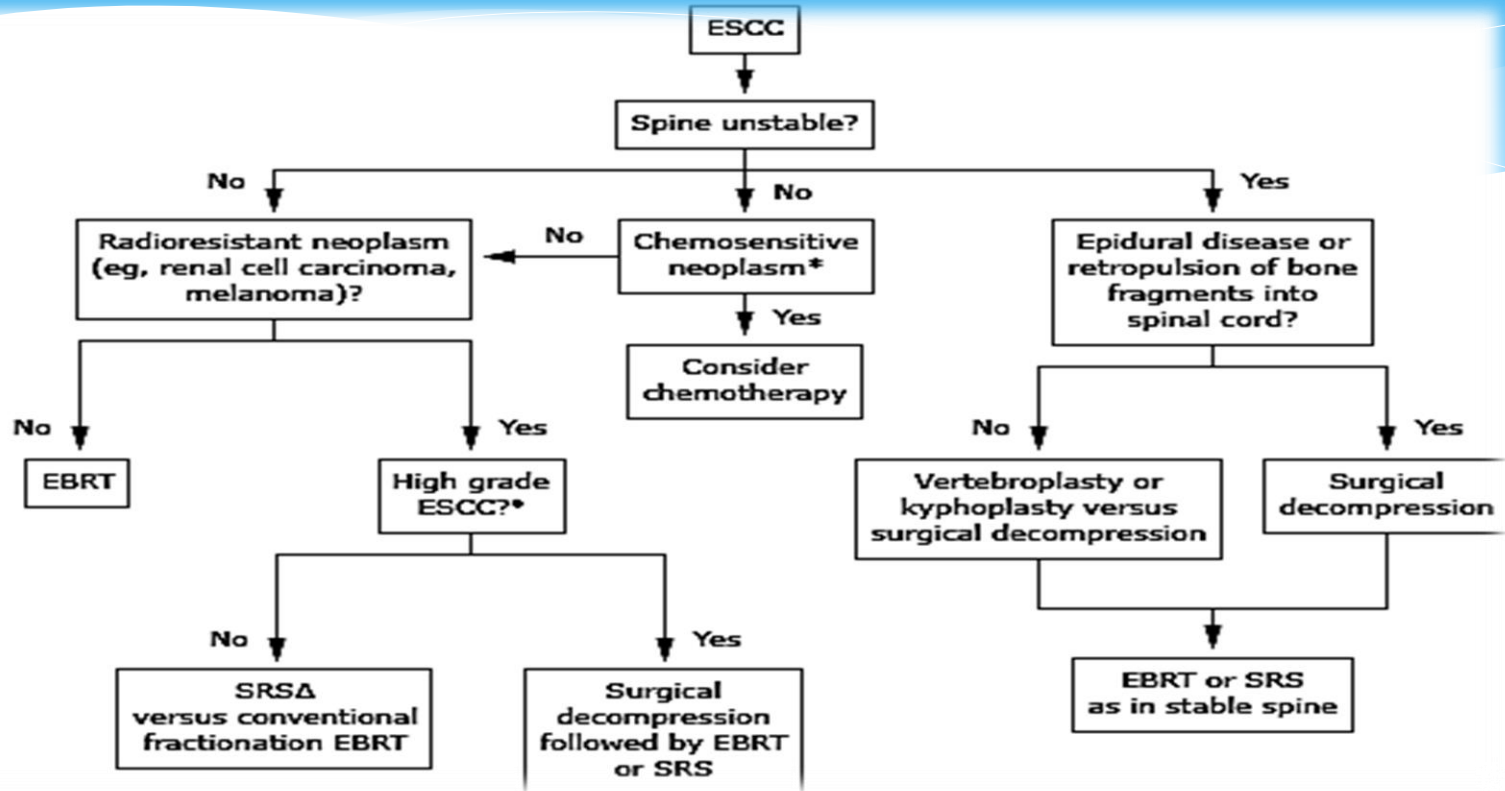 ESCC
Spine unstable?
No
No
Yes
Radioresistant neoplasm
(eg, renal cell carcinoma,
melanoma)?
No
Chemosensitive
neoplasm*
Epidural disease or
retropulsion of bone
fragments into
spinal cord?
Yes
Consider
chemotherapy
No
Yes
No
Yes
EBRT
High grade
ESCC?•
Vertebroplasty or
kyphoplasty versus
surgical decompression
Surgical
decompression
No
Yes
SRSΔ
versus conventional
fractionation EBRT
Surgical
decompression
followed by EBRT
or SRS
EBRT or SRS
as in stable spine